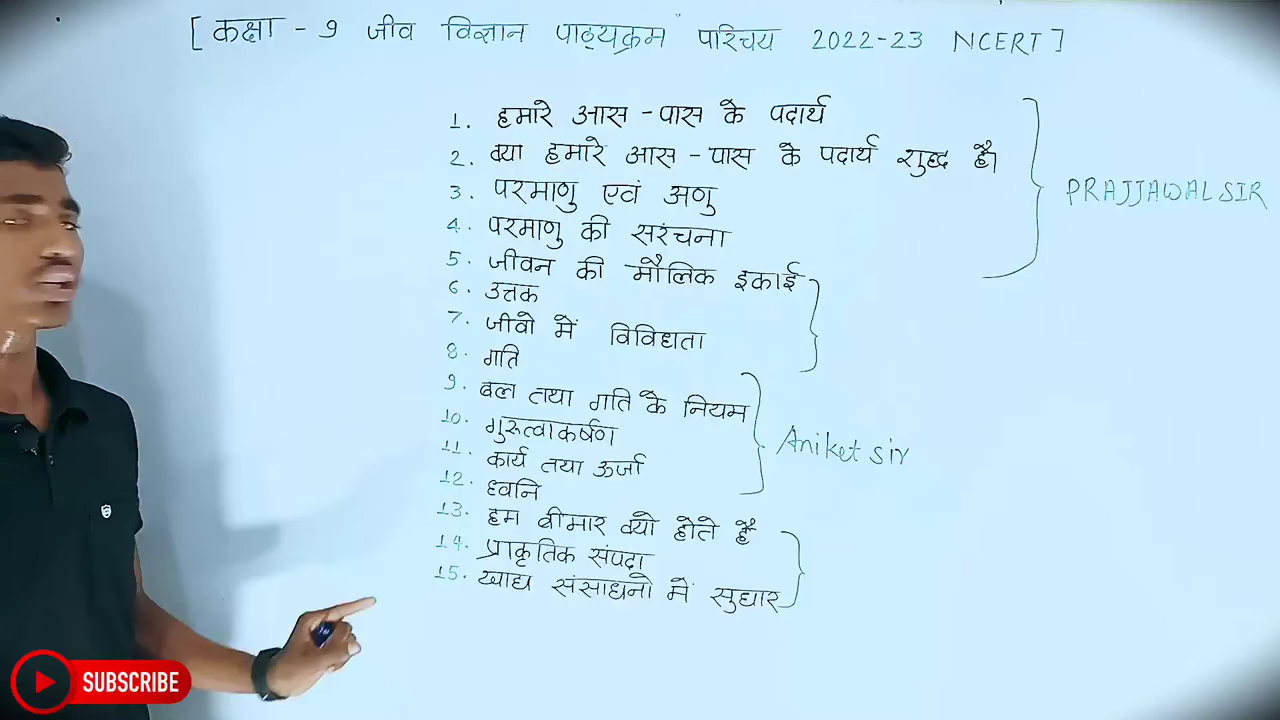 [ कक्षा - 9 जीव विज्ञान पाठ्यक्रम परिचय 2022-23 NCERT ]
1. हमारे आस - पास के पदार्थ
2. क्या हमारे आस - पास के पदार्थ शुद्ध है।
3. परमाणु एवं अणु
PRAJJAWAL SIR
4. परमाणु की सरंचना
5. जीवन की मौलिक इकाई
6. उत्तक
7. जीवो में विविधता
8. गति
9. बल तथा गति के नियम
10. गुरूत्वाकर्षण
Aniket sir
11. कार्य तथा ऊर्जा
12. ध्वनि
13. हम बीमार क्यो होते है
14. प्राकृतिक संपदा
15. खाद्य संसाधनो में सुधार
SUBSCRIBE